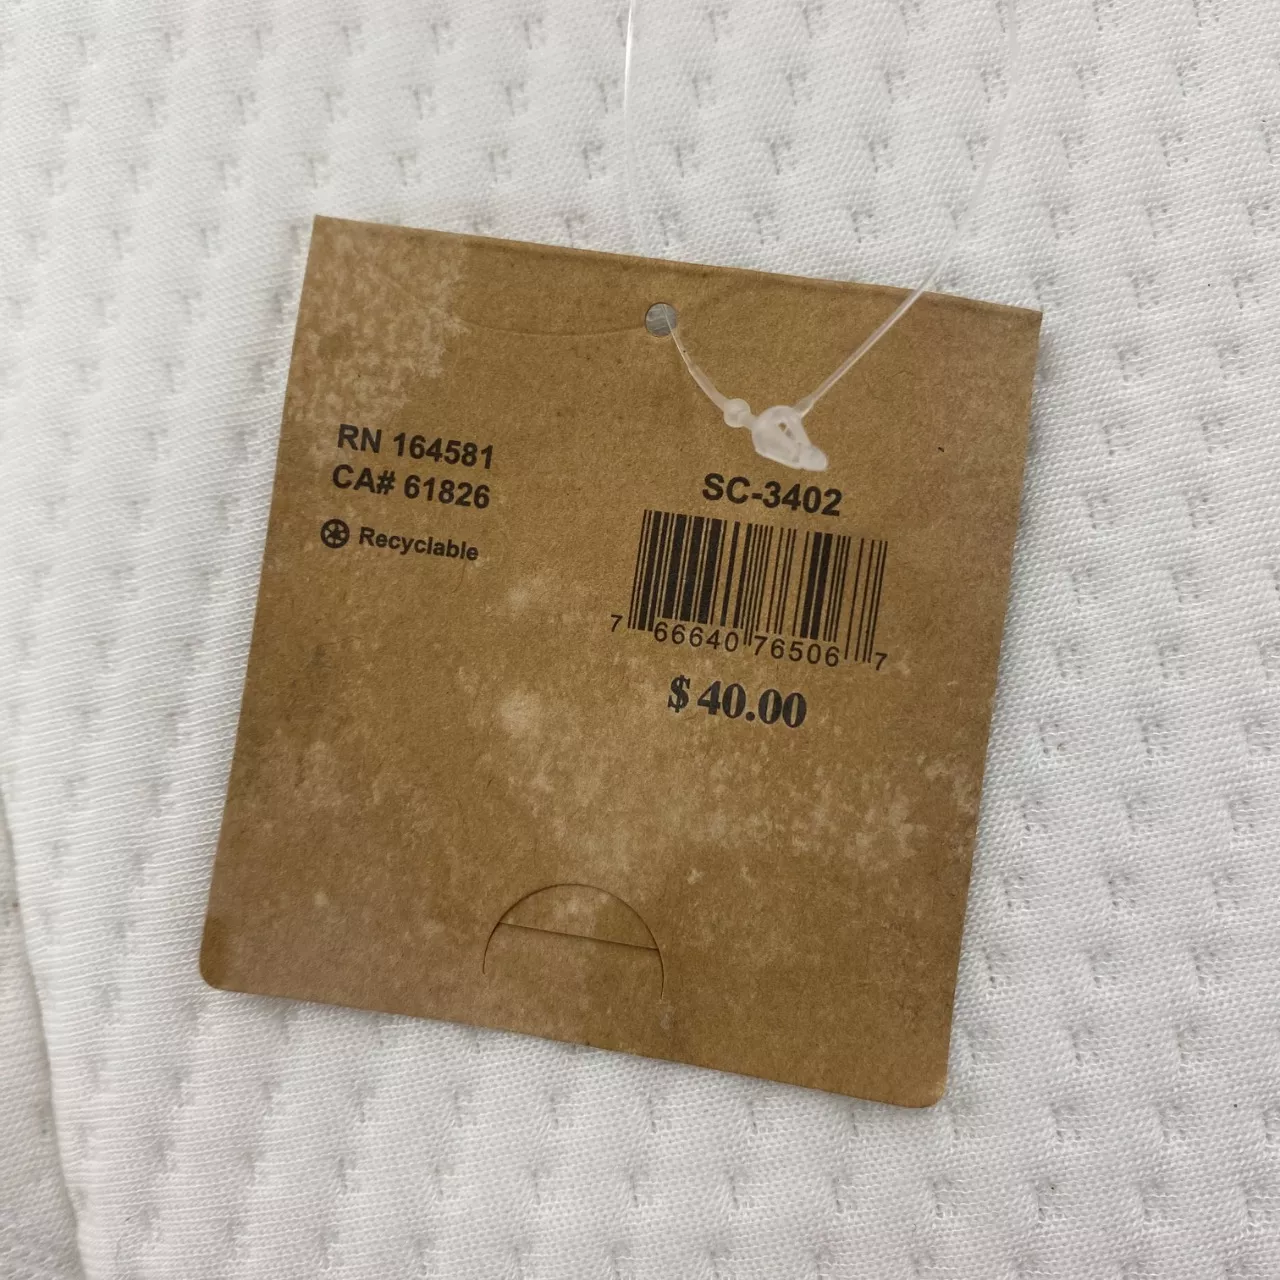 RN 164581
CA# 61826
Recyclable
SC-3402
7 66640 76506 7
$ 40.00